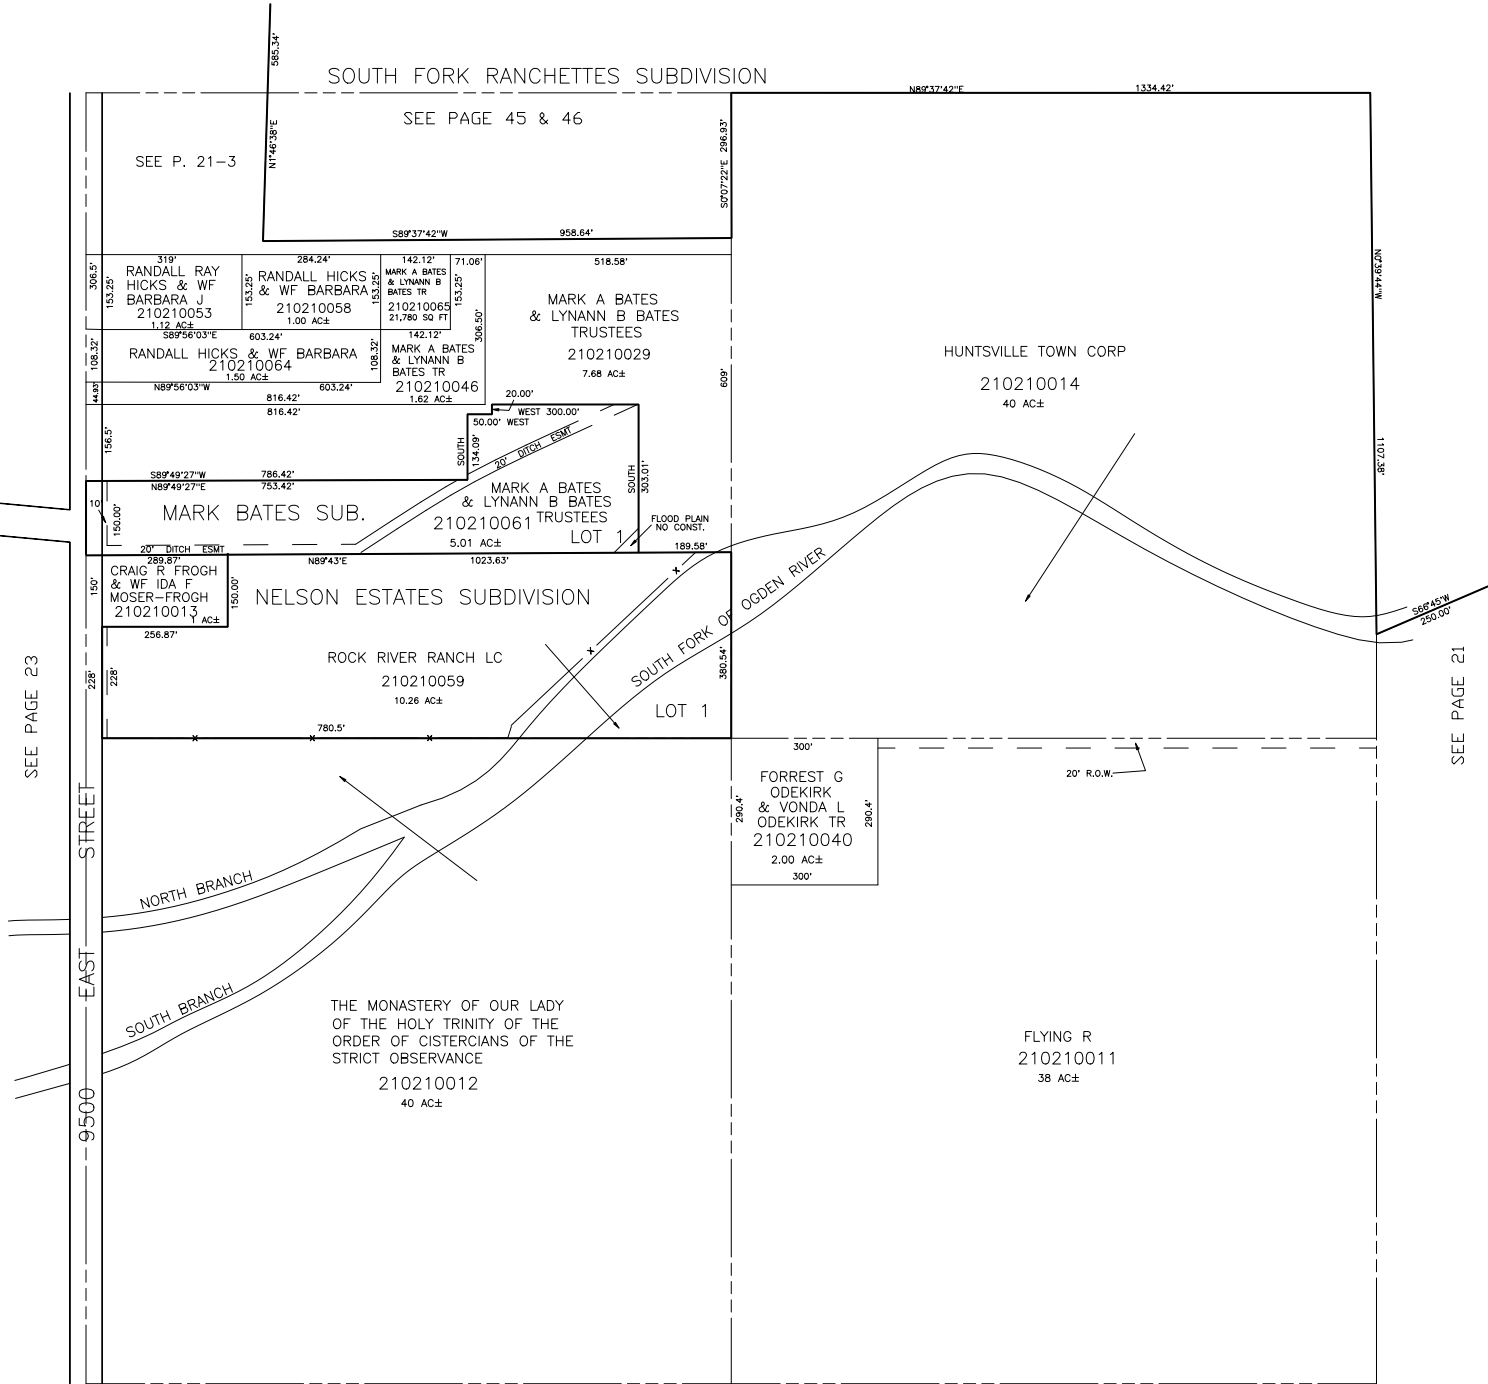 585.34'
SOUTH FORK RANCHETTES SUBDIVISION
N89°37'42"E
1334.42'
SEE PAGE 45 & 46
SEE P. 21-3
N1°46'38"E
296.93'
S0°07'22"E
S89°37'42"W
958.64'
319'
284.24'
142.12'
71.06'
518.58'
306.5'
153.25'
RANDALL RAY
HICKS & WF
BARBARA J
210210053
1.12 AC±
153.25'
RANDALL HICKS
& WF BARBARA
210210058
1.00 AC±
153.25'
MARK A BATES
& LYNANN B
BATES TR
210210065
21,780 SQ FT
153.25'
306.50'
MARK A BATES
& LYNANN B BATES
TRUSTEES
210210029
7.68 AC±
609'
N0°39'44"W
HUNTSVILLE TOWN CORP
210210014
40 AC±
1107.38'
S89°56'03"E
603.24'
142.12'
108.32'
RANDALL HICKS & WF BARBARA
210210064
1.50 AC±
108.32'
MARK A BATES
& LYNANN B
BATES TR
210210046
1.62 AC±
N89°56'03"W
603.24'
44.93'
816.42'
816.42'
20.00'
WEST 300.00'
50.00' WEST
156.5'
SOUTH
134.09'
20' DITCH ESMT
SOUTH
303.01'
S89°49'27"W
786.42'
N89°49'27"E
753.42'
10'
150.00'
MARK BATES SUB.
MARK A BATES
& LYNANN B BATES
TRUSTEES
210210061
5.01 AC±
LOT 1
FLOOD PLAIN
NO CONST.
20' DITCH ESMT
289.87'
N89°43'E
1023.63'
189.58'
150'
CRAIG R FROGH
& WF IDA F
MOSER-FROGH
210210013
1 AC±
150.00'
256.87'
NELSON ESTATES SUBDIVISION
SOUTH FORK OF OGDEN RIVER
S66°45'W
250.00'
228'
228'
ROCK RIVER RANCH LC
210210059
10.26 AC±
LOT 1
380.54'
780.5'
SEE PAGE 23
SEE PAGE 21
300'
FORREST G
ODEKIRK
& VONDA L
ODEKIRK TR
210210040
2.00 AC±
290.4'
290.4'
300'
20' R.O.W.
NORTH BRANCH
SOUTH BRANCH
9500 EAST STREET
THE MONASTERY OF OUR LADY
OF THE HOLY TRINITY OF THE
ORDER OF CISTERCIANS OF THE
STRICT OBSERVANCE
210210012
40 AC±
FLYING R
210210011
38 AC±